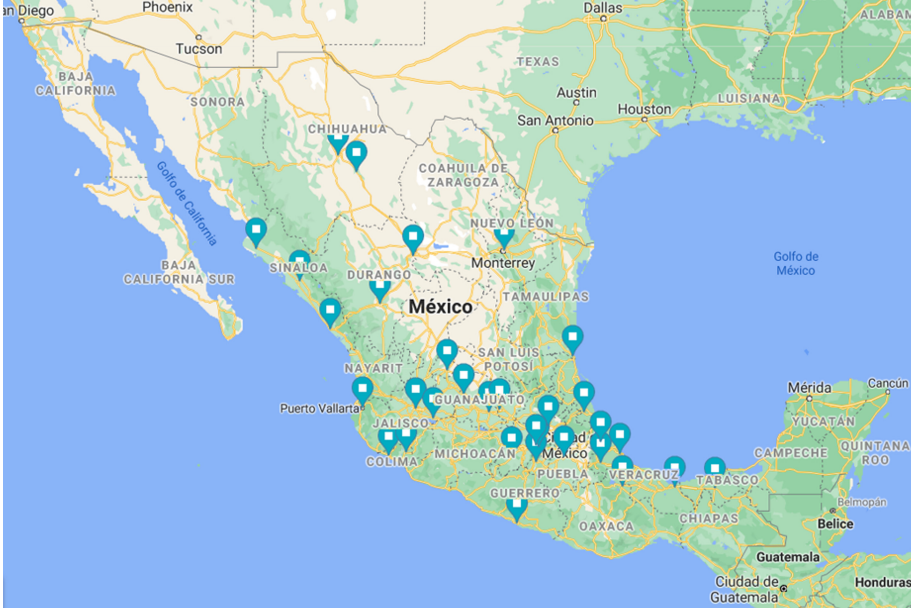 an Diego
Phoenix
Dallas
ALABAM
Tucson
TEXAS
BAJA
CALIFORNIA
SONORA
Austin
LUISIANA
Houston
San Antonio
CHIHUAHUA
COAHUILA DE
ZARAGOZA
Golfo de California
NUEVO LEÓN
Monterrey
Golfo de
México
SINALOA
BAJA
CALIFORNIA SUR
DURANGO
TAMAULIPAS
México
SAN LUIS
POTOSÍ
NAYARIT
Mérida
Cancún
GUANAJUATO
Puerto Vallarta
YUCATÁN
JALISCO
Ciudad
México
MICHOACÁN
CAMPECHE
QUINTANA
ROO
COLIMA
PUEBLA
VERACRUZ
TABASCO
GUERRERO
Belmopán
Belice
OAXACA
CHIAPAS
Guatemala
Ciudad de
Guatemala
Honduras